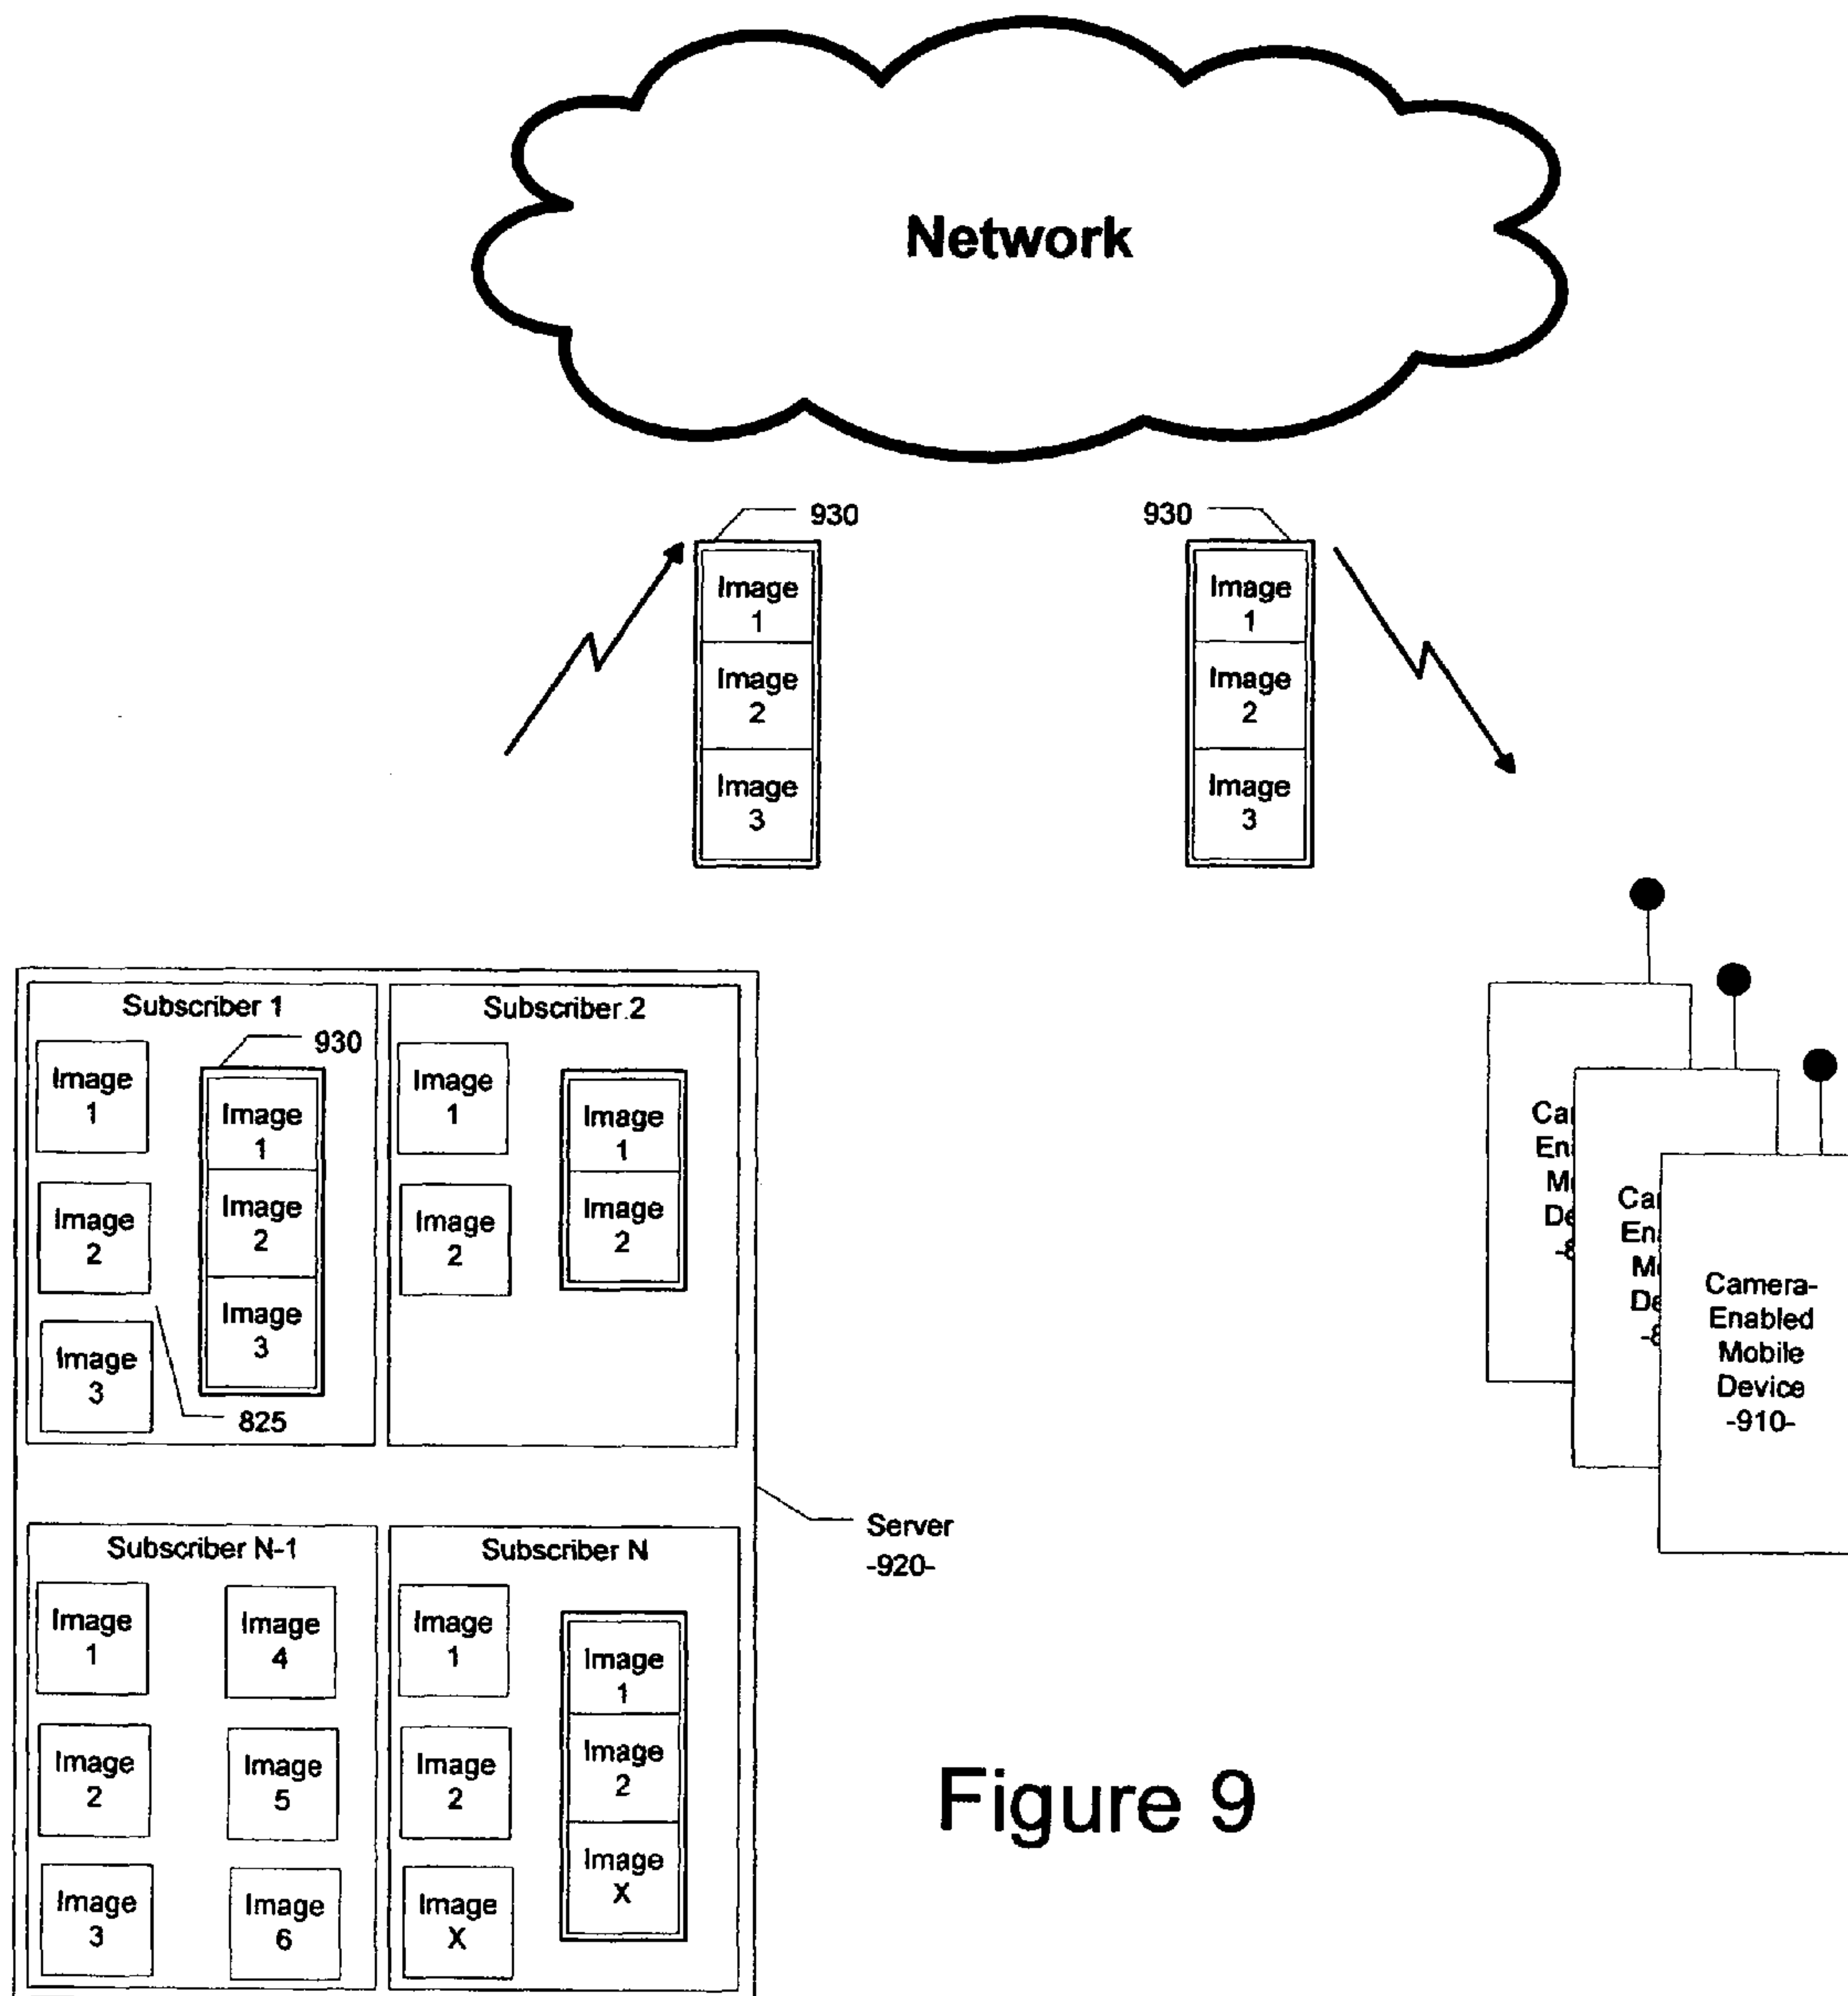 Network
930
930
Image
1
Image
2
Image
3
Image
1
Image
2
Image
3
Subscriber 1
930
Image
1
Image
2
Image
3
Image
1
Image
2
Image
3
825
Subscriber 2
Image
1
Image
2
Image
1
Image
2
Subscriber N-1
Image
1
Image
2
Image
3
Image
4
Image
5
Image
6
Subscriber N
Image
1
Image
2
Image
X
Image
1
Image
2
Image
X
Server
-920-
Camera-
Enabled
Mobile
Device
-910-
Figure 9